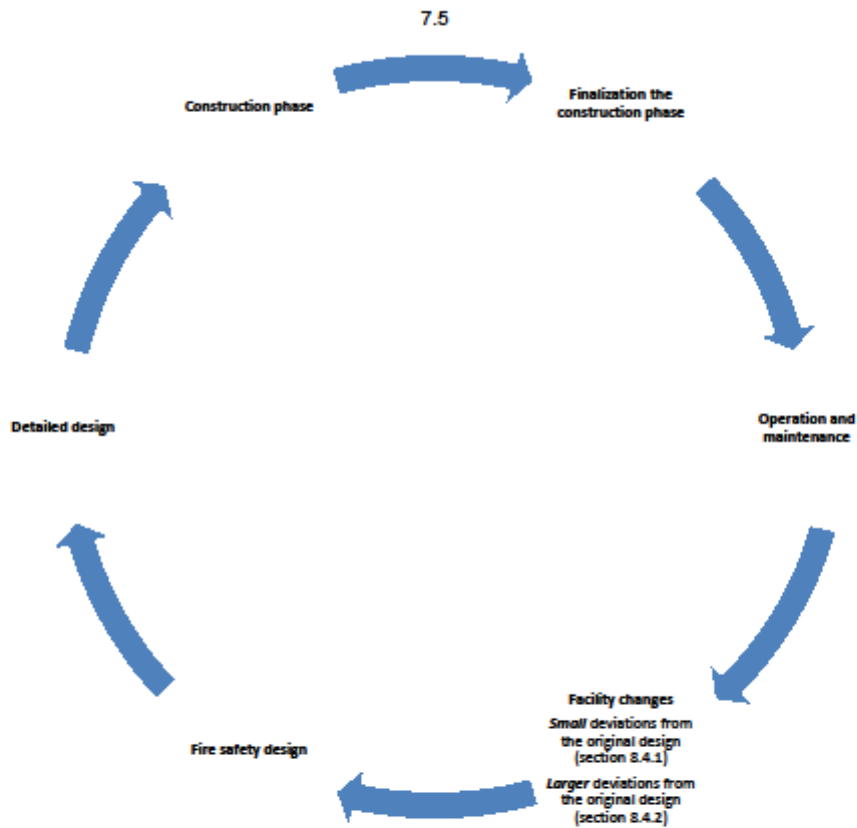 7.5
Construction phase
Finalization the
construction phase
Operation and
maintenance
Facility changes
Small deviations from
the original design
(section 8.4.1)
Larger deviations from
the original design
(section 8.4.2)
Fire safety design
Detailed design